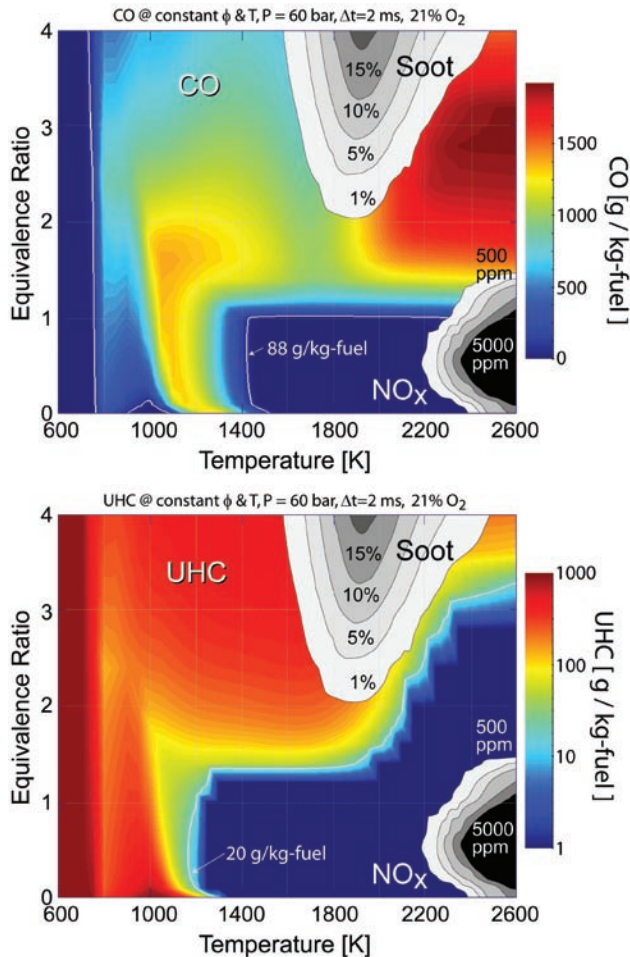 CO @ constant ϕ & T, P = 60 bar, Δt=2 ms, 21% O₂
4
3
2
1
0
Equivalence Ratio
CO
Soot
15%
10%
5%
1%
500
ppm
5000
ppm
88 g/kg-fuel
NOx
600 1000 1400 1800 2200 2600
Temperature [K]
1500
1000
500
0
CO [g / kg-fuel]
UHC @ constant ϕ & T, P = 60 bar, Δt=2 ms, 21% O₂
4
3
2
1
0
Equivalence Ratio
UHC
Soot
15%
10%
5%
1%
500
ppm
5000
ppm
20 g/kg-fuel
NOx
600 1000 1400 1800 2200 2600
Temperature [K]
1000
100
10
1
UHC [ g / kg-fuel ]